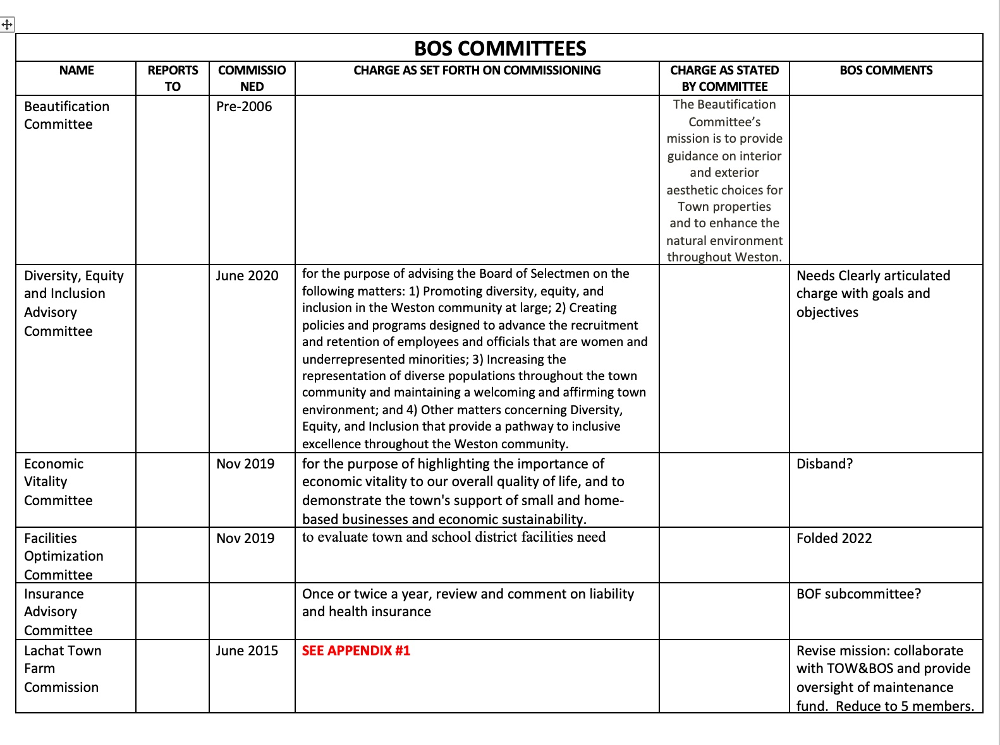 BOS COMMITTEES
NAME
REPORTS
TO
COMMISSIO
NED
CHARGE AS SET FORTH ON COMMISSIONING
CHARGE AS STATED
BY COMMITTEE
BOS COMMENTS
Beautification
Committee
Pre-2006
The Beautification
Committee’s
mission is to provide
guidance on interior
and exterior
aesthetic choices for
Town properties
and to enhance the
natural environment
throughout Weston.
Diversity, Equity
and Inclusion
Advisory
Committee
June 2020
for the purpose of advising the Board of Selectmen on the
following matters: 1) Promoting diversity, equity, and
inclusion in the Weston community at large; 2) Creating
policies and programs designed to advance the recruitment
and retention of employees and officials that are women and
underrepresented minorities; 3) Increasing the
representation of diverse populations throughout the town
community and maintaining a welcoming and affirming town
environment; and 4) Other matters concerning Diversity,
Equity, and Inclusion that provide a pathway to inclusive
excellence throughout the Weston community.
Needs Clearly articulated
charge with goals and
objectives
Economic
Vitality
Committee
Nov 2019
for the purpose of highlighting the importance of
economic vitality to our overall quality of life, and to
demonstrate the town's support of small and home-
based businesses and economic sustainability.
Disband?
Facilities
Optimization
Committee
Nov 2019
to evaluate town and school district facilities need
Folded 2022
Insurance
Advisory
Committee
Once or twice a year, review and comment on liability
and health insurance
BOF subcommittee?
Lachat Town
Farm
Commission
June 2015
SEE APPENDIX #1
Revise mission: collaborate
with TOW&BOS and provide
oversight of maintenance
fund.  Reduce to 5 members.